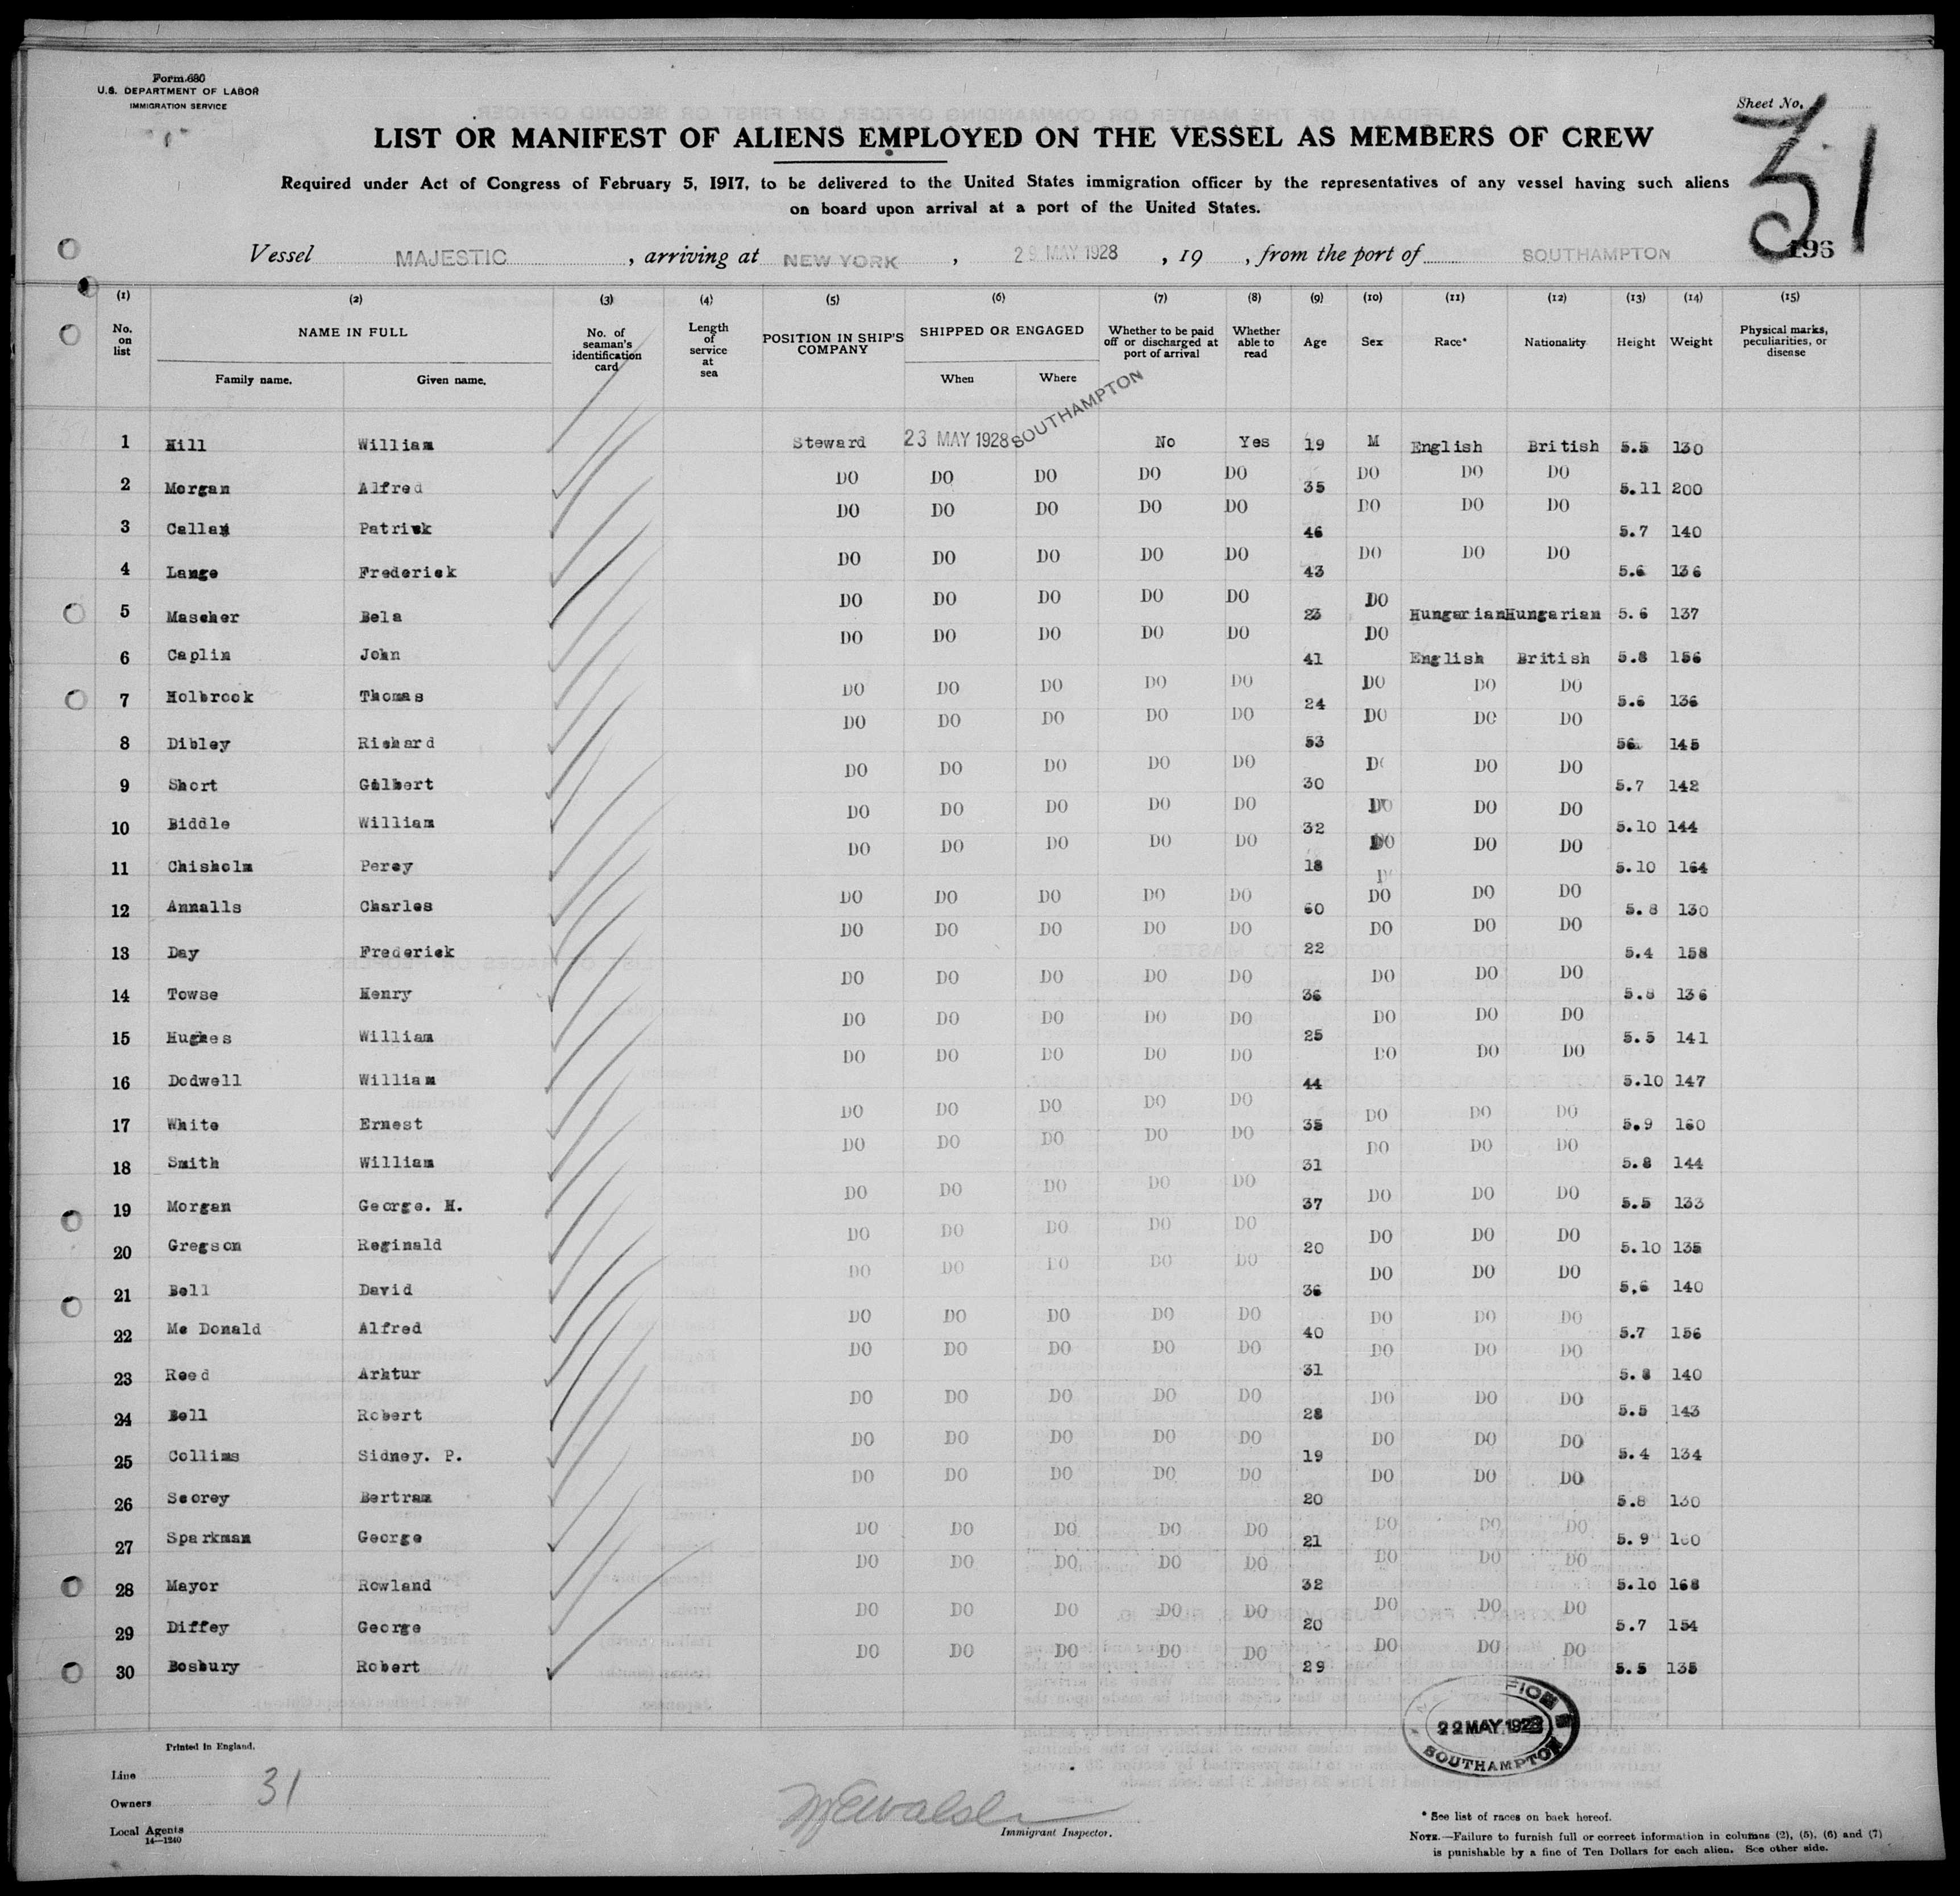 Form 680
U.S. DEPARTMENT OF LABOR
IMMIGRATION SERVICE
Sheet No. 31
LIST OR MANIFEST OF ALIENS EMPLOYED ON THE VESSEL AS MEMBERS OF CREW
Required under Act of Congress of February 5, 1917, to be delivered to the United States immigration officer by the representatives of any vessel having such aliens
on board upon arrival at a port of the United States.
Vessel MAJESTIC, arriving at NEW YORK, 29 MAY 1928, 19 , from the port of SOUTHAMPTON 196
(1) (2) (3) (4) (5) (6) (7) (8) (9) (10) (11) (12) (13) (14) (15)
No. on list NAME IN FULL Family name. Given name. No. of seaman's identification card Length of service at sea POSITION IN SHIP'S COMPANY SHIPPED OR ENGAGED When Where Whether to be paid off or discharged at port of arrival Whether able to read Age Sex Race* Nationality Height Weight Physical marks, peculiarities, or disease
1 Hill William Steward 23 MAY 1928 SOUTHAMPTON No Yes 19 M English British 5.5 130
2 Morgan Alfred DO DO DO DO DO 35 DO DO DO 5.11 200
3 Callan Patrick DO DO DO DO DO 46 DO DO DO 5.7 140
4 Lange Frederick DO DO DO DO DO 43 DO DO DO 5.6 136
5 Mascher Bela DO DO DO DO DO 23 DO Hungarian Hungarian 5.6 137
6 Caplin John DO DO DO DO DO 41 DO English British 5.8 156
7 Holbrook Thomas DO DO DO DO DO 24 DO DO DO 5.6 136
8 Dibley Richard DO DO DO DO DO 53 DO DO DO 56 145
9 Short Gilbert DO DO DO DO DO 30 DO DO DO 5.7 142
10 Biddle William DO DO DO DO DO 32 DO DO DO 5.10 144
11 Chisholm Percy DO DO DO DO DO 18 DO DO DO 5.10 164
12 Annalls Charles DO DO DO DO DO 60 DO DO DO 5.8 130
13 Day Frederick DO DO DO DO DO 22 DO DO DO 5.4 158
14 Towse Henry DO DO DO DO DO 36 DO DO DO 5.8 136
15 Hughes William DO DO DO DO DO 25 DO DO DO 5.5 141
16 Dodwell William DO DO DO DO DO 44 DO DO DO 5.10 147
17 White Ernest DO DO DO DO DO 35 DO DO DO 5.9 160
18 Smith William DO DO DO DO DO 31 DO DO DO 5.8 144
19 Morgan George. H. DO DO DO DO DO 37 DO DO DO 5.5 133
20 Gregson Reginald DO DO DO DO DO 20 DO DO DO 5.10 135
21 Bell David DO DO DO DO DO 36 DO DO DO 5.6 140
22 Mc Donald Alfred DO DO DO DO DO 40 DO DO DO 5.7 156
23 Reed Arhtur DO DO DO DO DO 31 DO DO DO 5.8 140
24 Bell Robert DO DO DO DO DO 28 DO DO DO 5.5 143
25 Collins Sidney. P. DO DO DO DO DO 19 DO DO DO 5.4 134
26 Scorey Bertram DO DO DO DO DO 20 DO DO DO 5.8 130
27 Sparkman George DO DO DO DO DO 21 DO DO DO 5.9 160
28 Mayor Rowland DO DO DO DO DO 32 DO DO DO 5.10 168
29 Diffey George DO DO DO DO DO 20 DO DO DO 5.7 154
30 Bosbury Robert DO DO DO DO DO 29 DO DO DO 5.5 135
22 MAY 1928
SOUTHAMPTON
Printed in England.
Line
Owners 31
Local Agents
14—1240
Immigrant Inspector.
* See list of races on back hereof.
NOTE.—Failure to furnish full or correct information in columns (2), (5), (6) and (7)
is punishable by a fine of Ten Dollars for each alien. See other side.